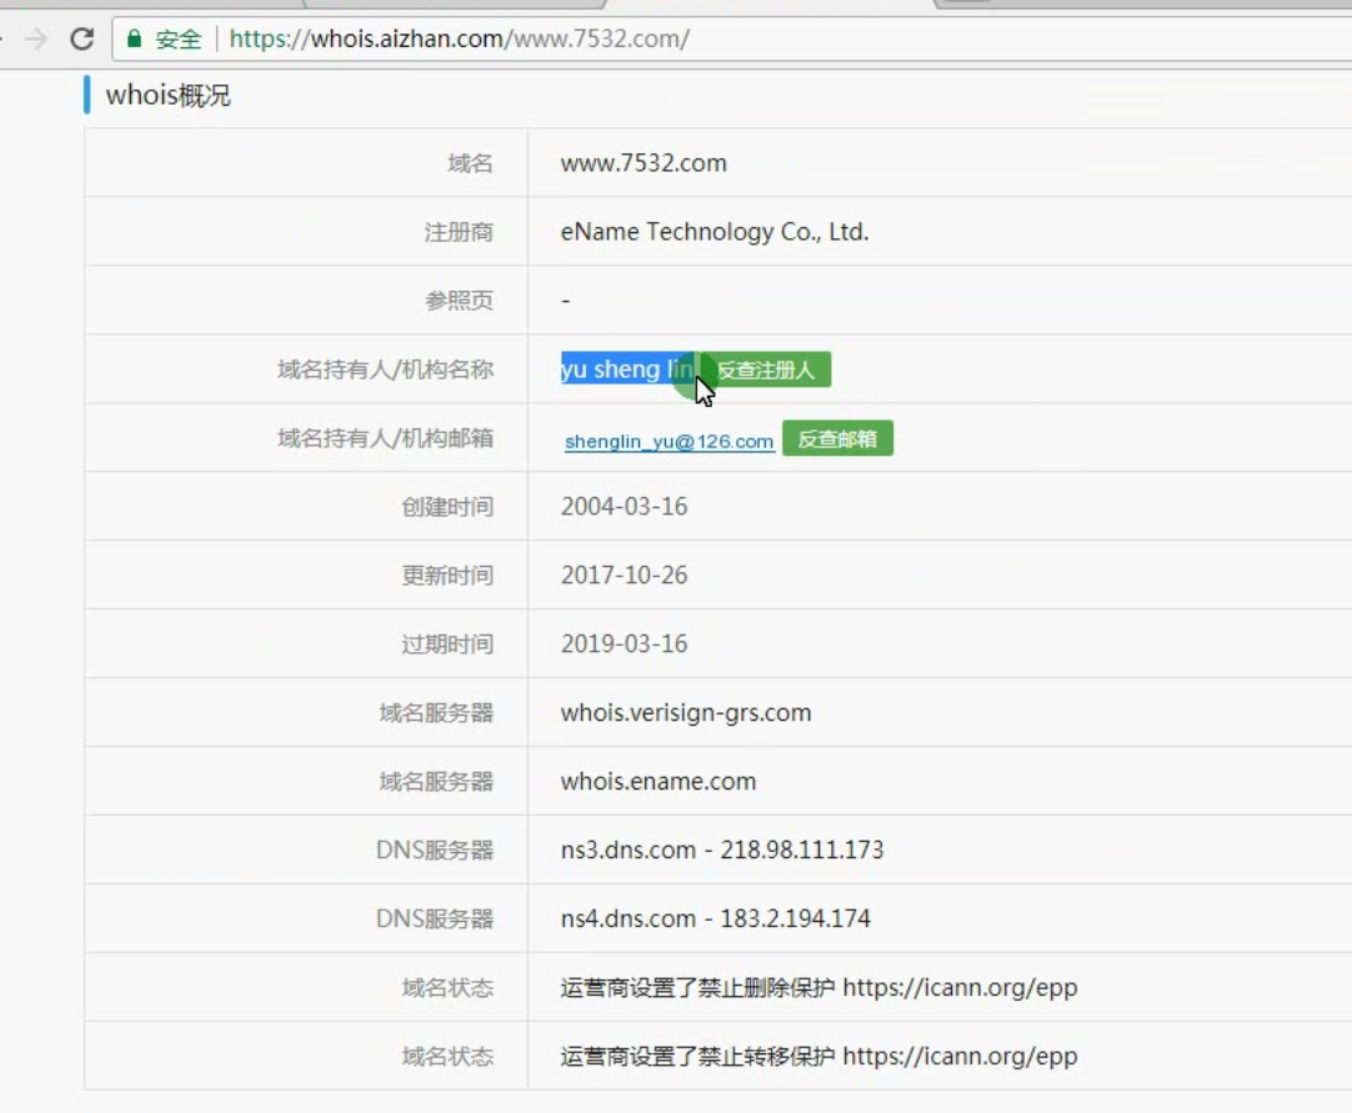 安全 https://whois.aizhan.com/www.7532.com/
whois概况
域名 www.7532.com
注册商 eName Technology Co., Ltd.
参照页 -
域名持有人/机构名称 yu sheng lin 反查注册人
域名持有人/机构邮箱 shenglin_yu@126.com 反查邮箱
创建时间 2004-03-16
更新时间 2017-10-26
过期时间 2019-03-16
域名服务器 whois.verisign-grs.com
域名服务器 whois.ename.com
DNS服务器 ns3.dns.com - 218.98.111.173
DNS服务器 ns4.dns.com - 183.2.194.174
域名状态 运营商设置了禁止删除保护 https://icann.org/epp
域名状态 运营商设置了禁止转移保护 https://icann.org/epp